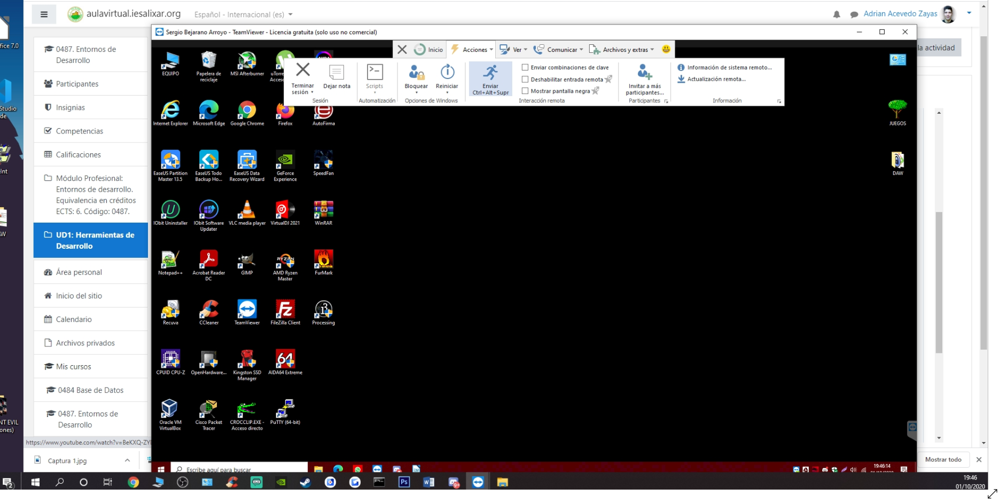 aulavirtual.iesalixar.org
Español - Internacional (es)
Adrian Acevedo Zayas
Sergio Bejarano Arroyo - TeamViewer - Licencia gratuita (solo uso no comercial)
Inicio
Acciones
Ver
Comunicar
Archivos y extras
la actividad
Terminar
sesión
Dejar nota
Sesión
Scripts
Automatización
Bloquear
Reiniciar
Opciones de Windows
Enviar
Ctrl+Alt+Supr
Enviar combinaciones de clave
Deshabilitar entrada remota
Mostrar pantalla negra
Interacción remota
Invitar a más
participantes...
Participantes
Información de sistema remoto...
Actualización remota...
Información
fice 7.0
Studio
de
Int
W
NT EVIL
ones)
0487. Entornos de
Desarrollo
Participantes
Insignias
Competencias
Calificaciones
Módulo Profesional:
Entornos de desarrollo.
Equivalencia en créditos
ECTS: 6. Código: 0487.
UD1: Herramientas de
Desarrollo
Área personal
Inicio del sitio
Calendario
Archivos privados
Mis cursos
0484 Base de Datos
0487. Entornos de
Desarrollo
EQUIPO
Papelera de
reciclaje
MSI Afterburner
uTorre
Acceso
Internet Explorer
Microsoft Edge
Google Chrome
Firefox
AutoFirma
EaseUS Partition
Master 13.5
EaseUS Todo
Backup Ho...
EaseUS Data
Recovery Wizard
GeForce
Experience
SpeedFan
IObit Uninstaller
IObit Software
Updater
VLC media player
VirtualDJ 2021
WinRAR
Notepad++
Acrobat Reader
DC
GIMP
RYZEN
AMD Ryzen
Master
FurMark
Recuva
CCleaner
TeamViewer
FileZilla Client
Processing
CPUID CPU-Z
OpenHardware...
Kingston SSD
Manager
64
AIDA64 Extreme
Oracle VM
VirtualBox
Cisco Packet
Tracer
CROCCLIP.EXE -
Acceso directo
PuTTY (64-bit)
JUEGOS
DAW
https://www.youtube.com/watch?v=BeKXQ-ZY
Captura 1.jpg
Mostrar todo
Escribe aquí para buscar
19:46:14
2
Ps
W
9+
19:46
01/10/2020